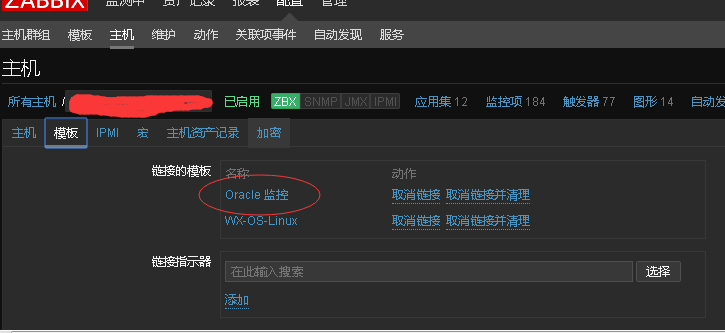 ZABBIX 监测中 资产记录 报表 配置 管理
主机群组 模板 主机 维护 动作 关联项事件 自动发现 服务
主机
所有主机 / 已启用 ZBX SNMP JMX IPMI 应用集 12 监控项 184 触发器 77 图形 14 自动发
主机 模板 IPMI 宏 主机资产记录 加密
链接的模板 名称 动作
Oracle 监控 取消链接 取消链接并清理
WX-OS-Linux 取消链接 取消链接并清理
链接指示器 在此输入搜索 选择
添加